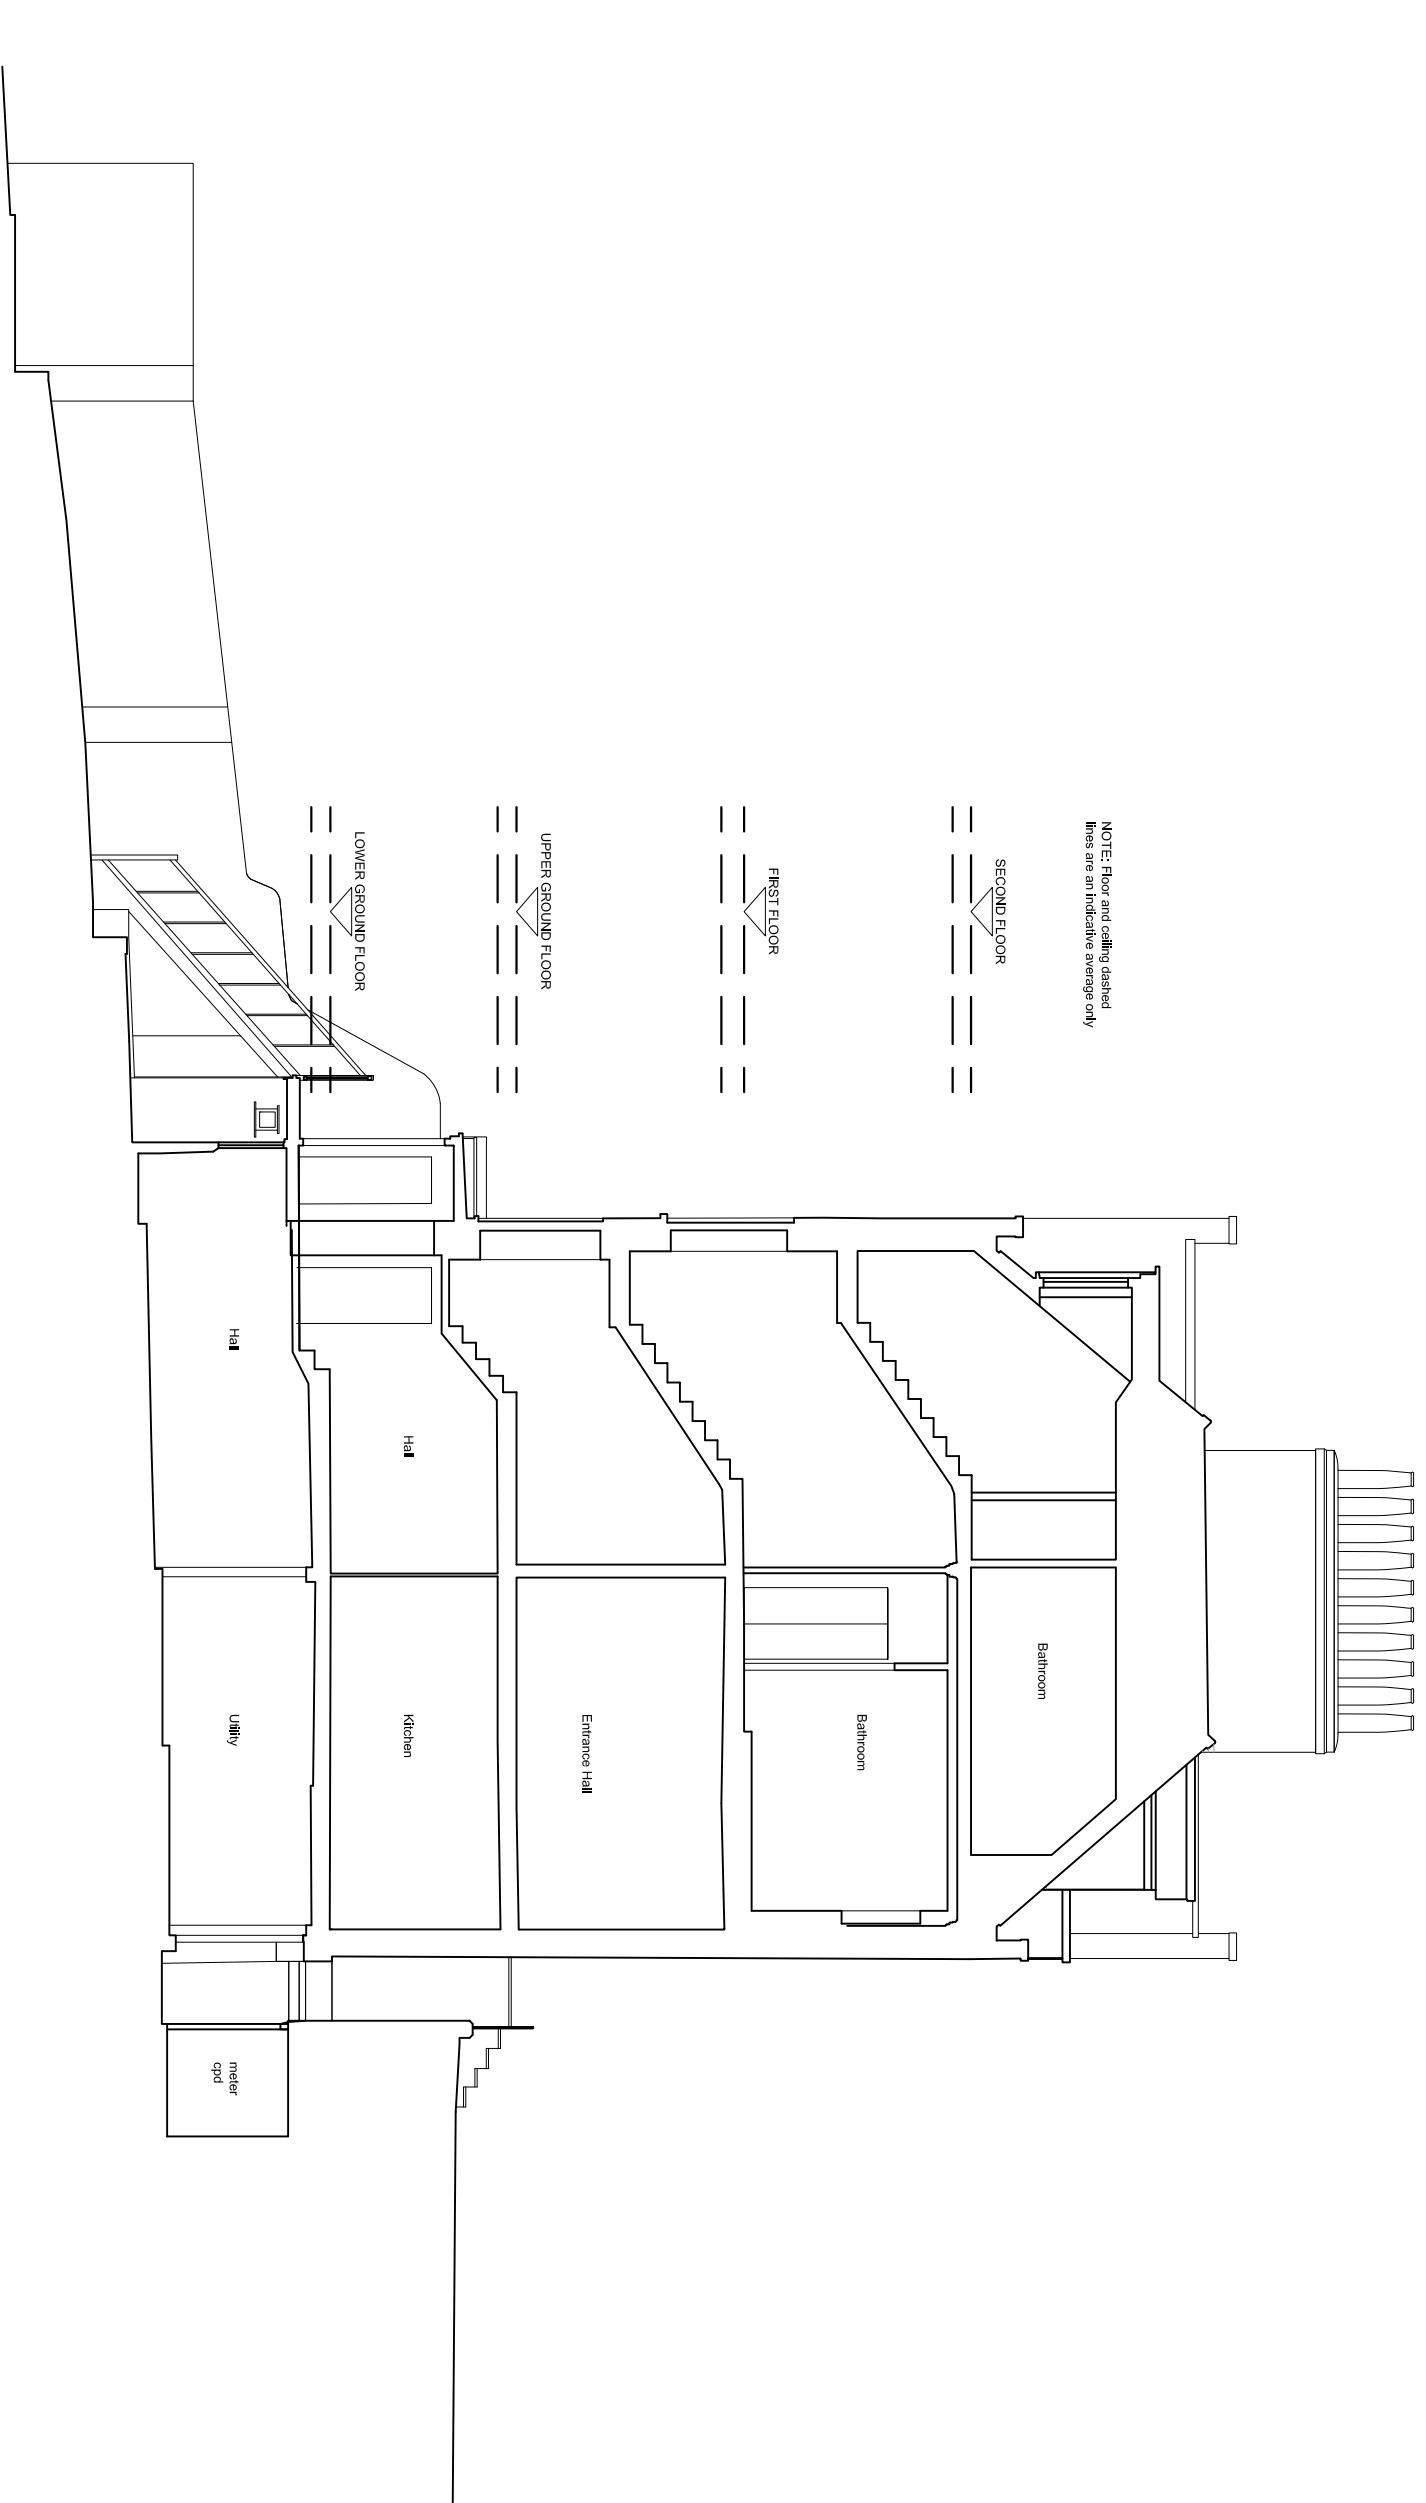 NOTE: Floor and ceiling dashed
lines are an indicative average only
SECOND FLOOR
FIRST FLOOR
UPPER GROUND FLOOR
LOWER GROUND FLOOR
Bathroom
Bathroom
Entrance Hall
Hall
Kitchen
Hall
Utility
meter
cpd